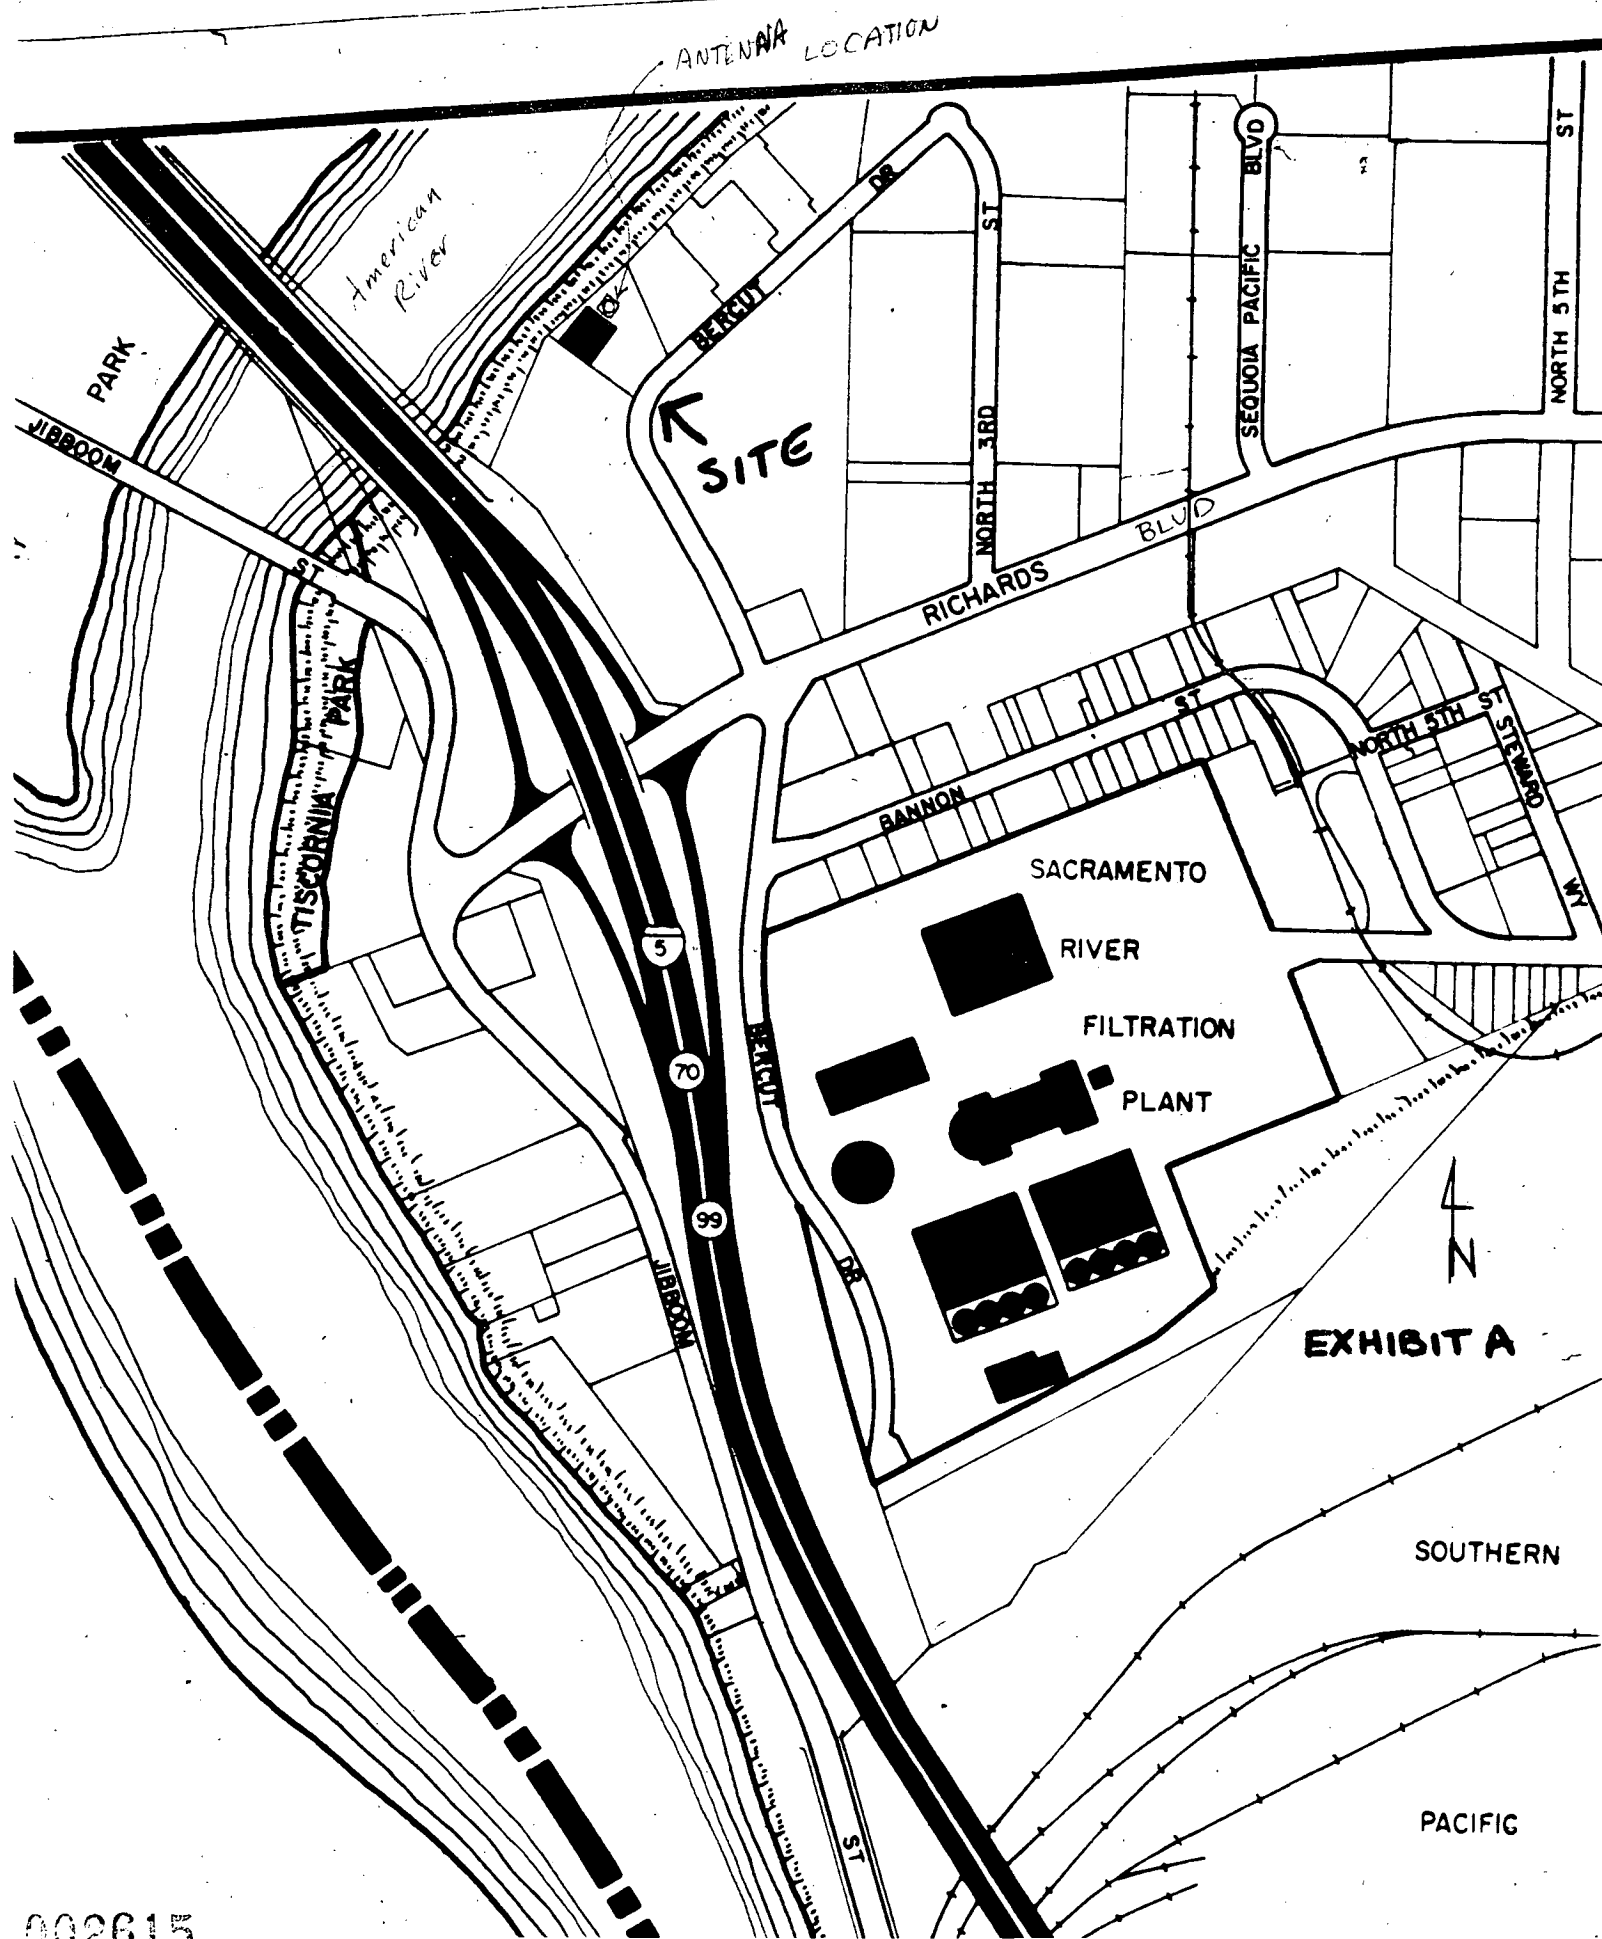 ANTENNA LOCATION
American
River
PARK
JIBBOOM
ST
BERCUT
DR
SITE
NORTH 3RD
ST
SEQUOIA PACIFIC BLVD
NORTH 5TH
ST
RICHARDS
BLVD
TISCORNIA PARK
BANNON
ST
NORTH 5TH
ST
STEWARD
WY
SACRAMENTO
RIVER
FILTRATION
PLANT
5
70
99
BERCUT
DR
JIBBOOM
ST
N
EXHIBIT A
SOUTHERN
PACIFIC
002615